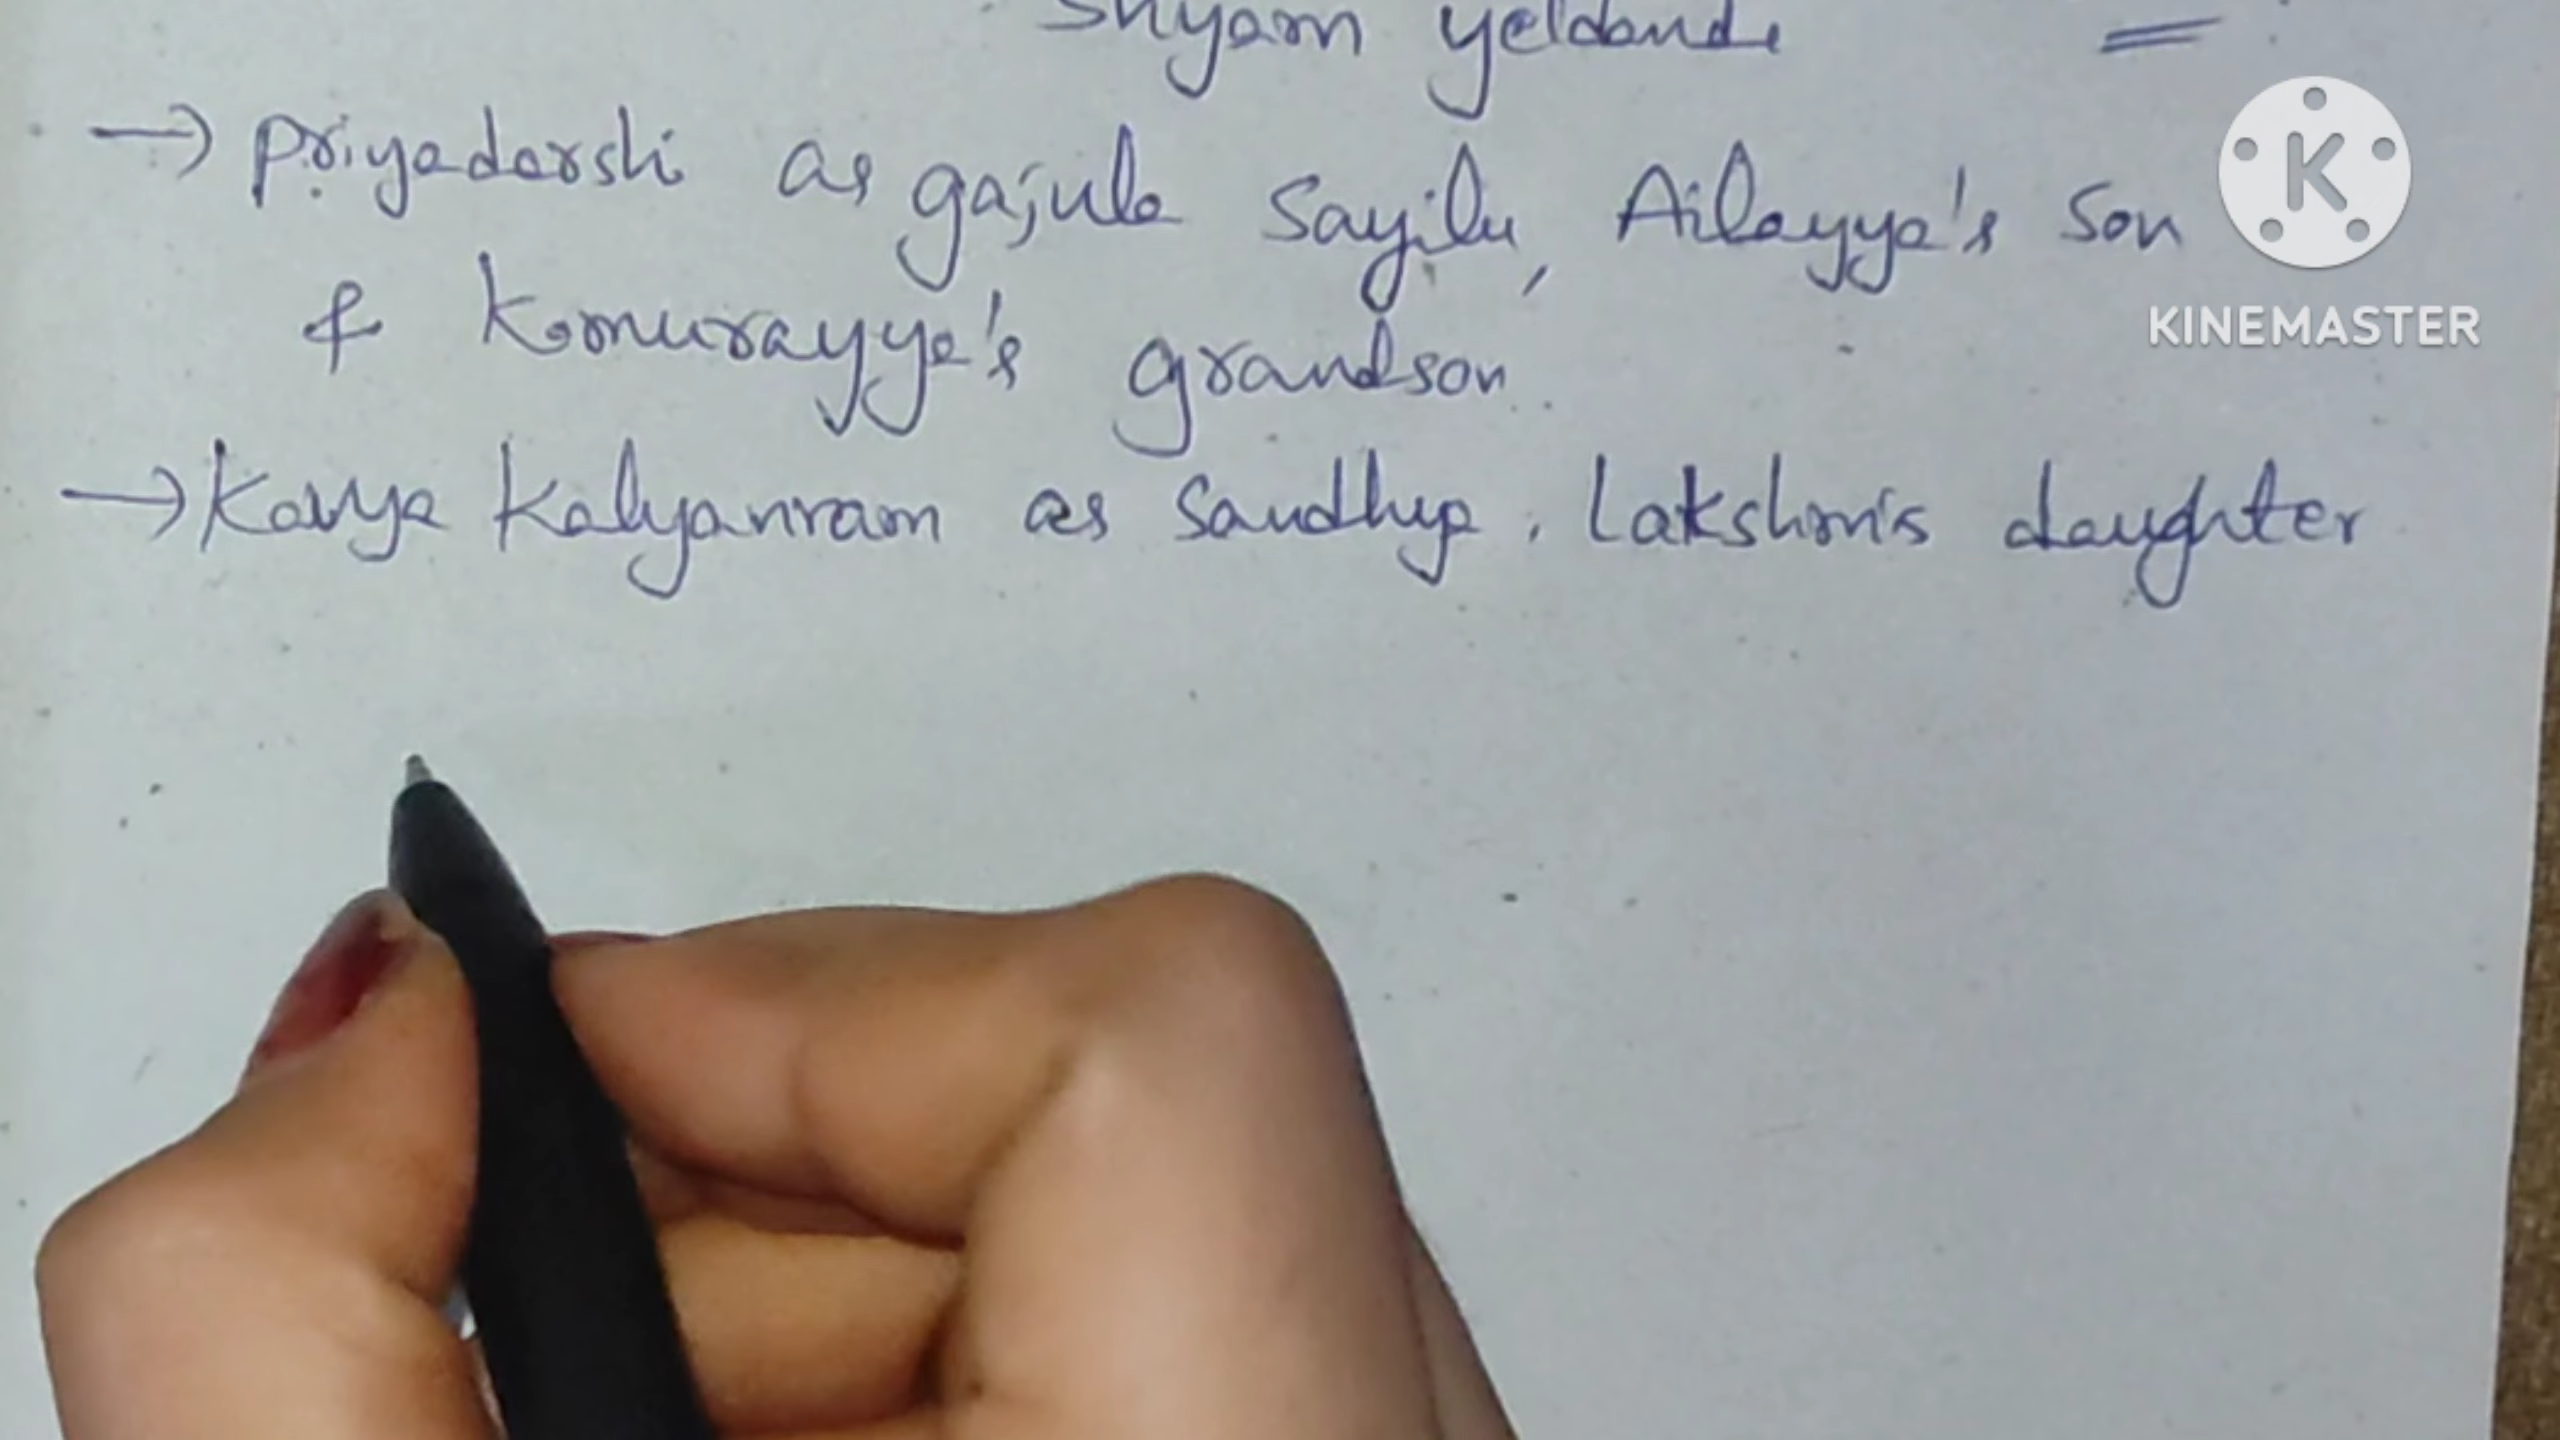 Shyam yeldandi
→ Priyadarshi as gajula Sayilu, Ailayya's son
& Komurayya's grandson
→ Kavya Kalyanram as Sandhya, Lakshmi's daughter
K
KINEMASTER